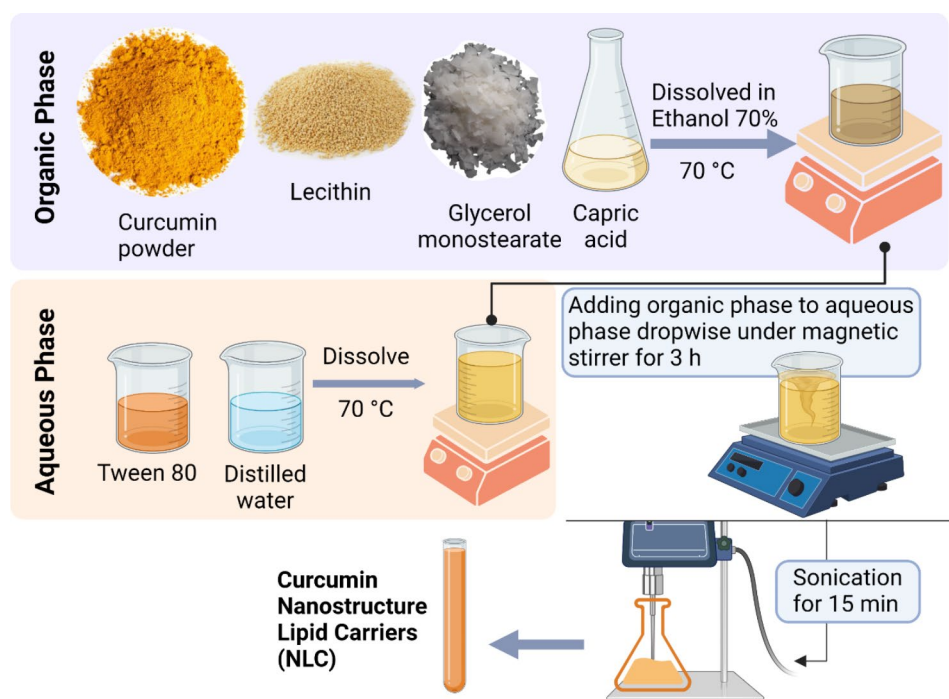 Organic Phase
Curcumin
powder
Lecithin
Glycerol
monostearate
Capric
acid
Dissolved in
Ethanol 70%
70 °C
Aqueous Phase
Tween 80
Distilled
water
Dissolve
70 °C
Adding organic phase to aqueous
phase dropwise under magnetic
stirrer for 3 h
Sonication
for 15 min
Curcumin
Nanostructure
Lipid Carriers
(NLC)